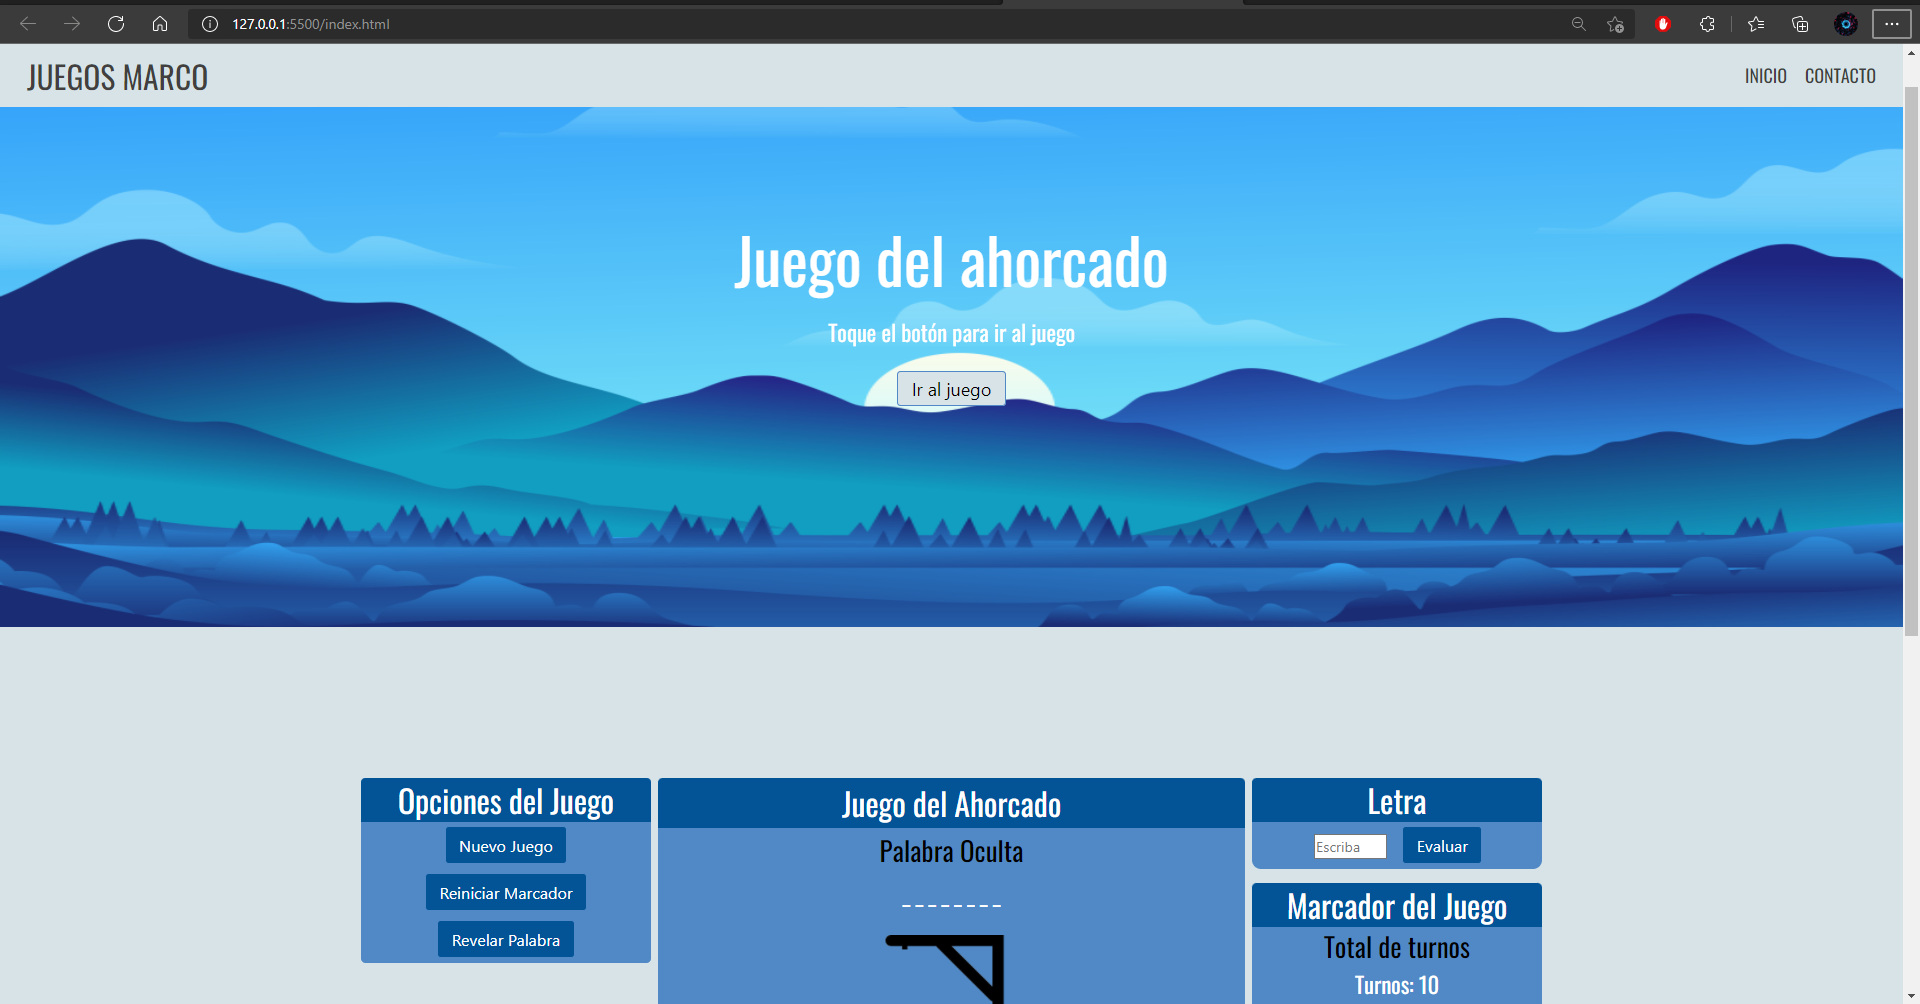 127.0.0.1:5500/index.html
JUEGOS MARCO
INICIO CONTACTO
Juego del ahorcado
Toque el botón para ir al juego
Ir al juego
Opciones del Juego
Nuevo Juego
Reiniciar Marcador
Revelar Palabra
Juego del Ahorcado
Palabra Oculta
_ _ _ _ _ _ _ _
Letra
Escriba Evaluar
Marcador del Juego
Total de turnos
Turnos: 10